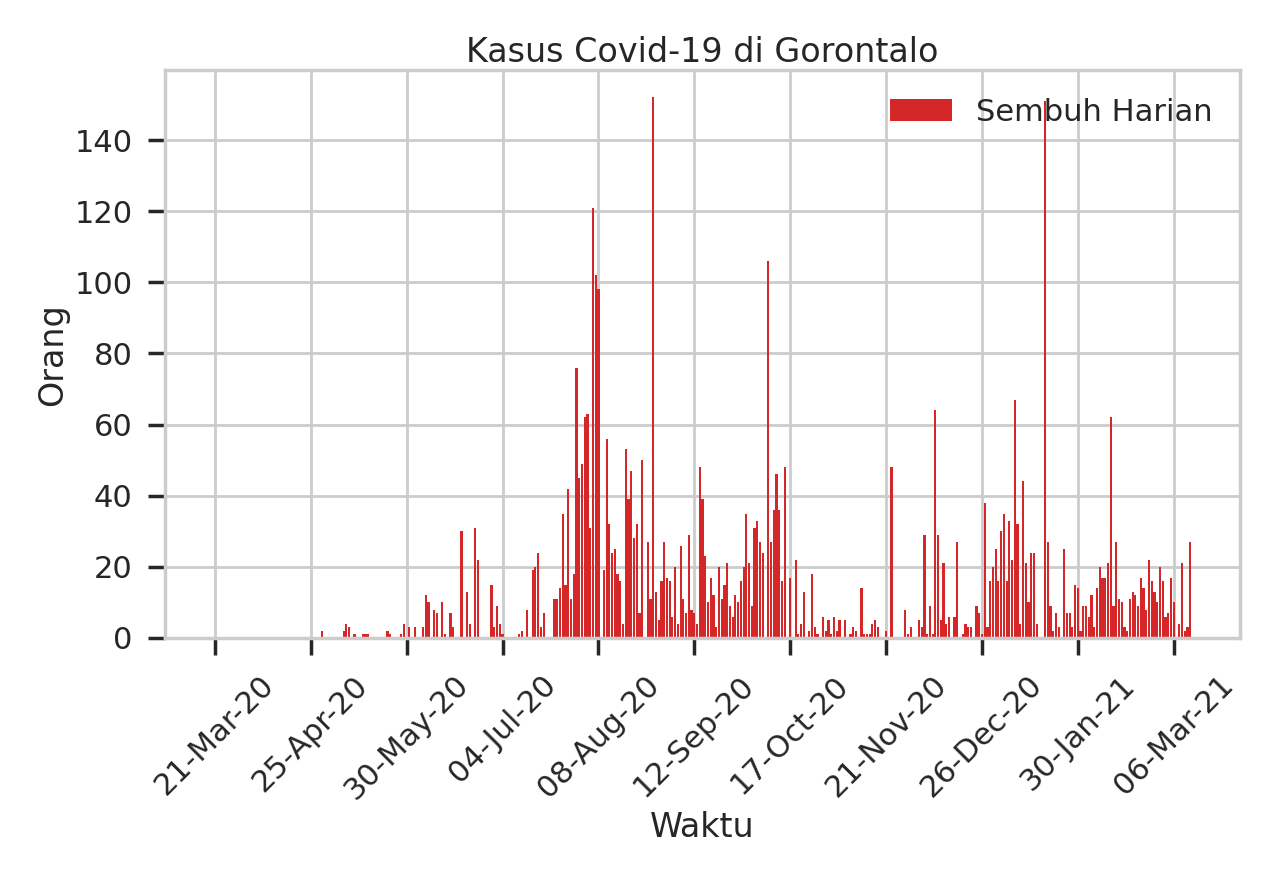 Kasus Covid-19 di Gorontalo
Sembuh Harian
Orang
140
120
100
80
60
40
20
0
21-Mar-20
25-Apr-20
30-May-20
04-Jul-20
08-Aug-20
12-Sep-20
17-Oct-20
21-Nov-20
26-Dec-20
30-Jan-21
06-Mar-21
Waktu